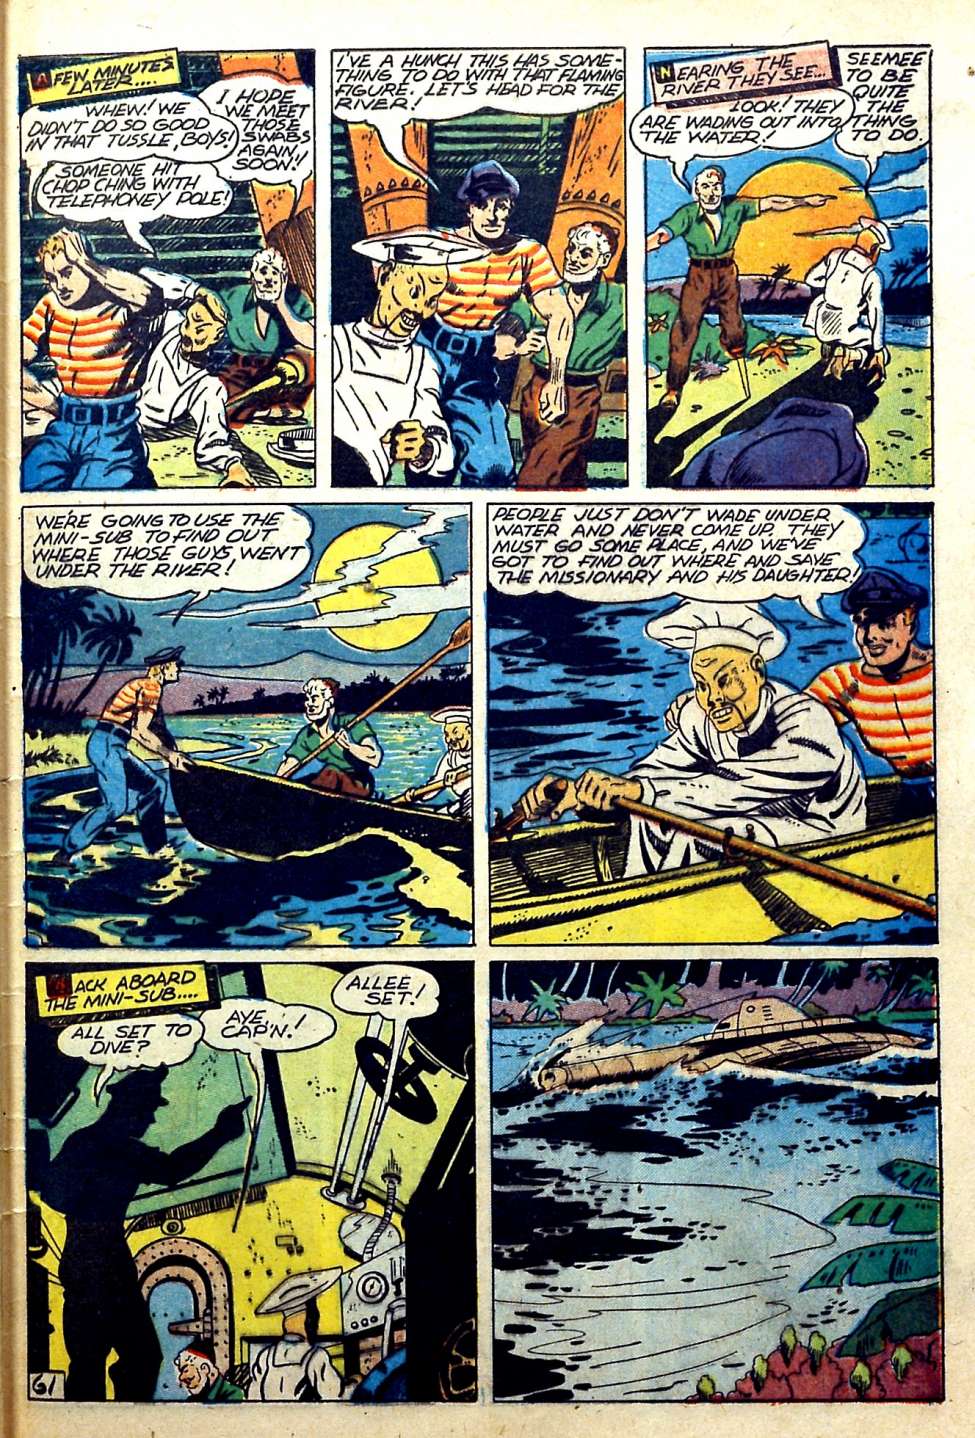 A FEW MINUTES
LATER....
WHEW! WE
DIDN'T DO SO GOOD
IN THAT TUSSLE, BOYS!
I HOPE
WE MEET
THOSE
SWABS
AGAIN
SOON!
SOMEONE HIT
CHOP CHING WITH
TELEPHONEY POLE!
I'VE A HUNCH THIS HAS SOME-
THING TO DO WITH THAT FLAMING
FIGURE. LET'S HEAD FOR THE
RIVER!
NEARING THE
RIVER THEY SEE...
LOOK! THEY
ARE WADING OUT INTO
THE WATER!
SEEMEE
TO BE
QUITE
THE
THING
TO DO.
WE'RE GOING TO USE THE
MINI-SUB TO FIND OUT
WHERE THOSE GUYS WENT
UNDER THE RIVER!
PEOPLE JUST DON'T WADE UNDER
WATER AND NEVER COME UP. THEY
MUST GO SOME PLACE, AND WE'VE
GOT TO FIND OUT WHERE AND SAVE
THE MISSIONARY AND HIS DAUGHTER!
BACK ABOARD
THE MINI-SUB....
ALL SET TO
DIVE?
AYE,
CAP'N!
ALLEE
SET!
61